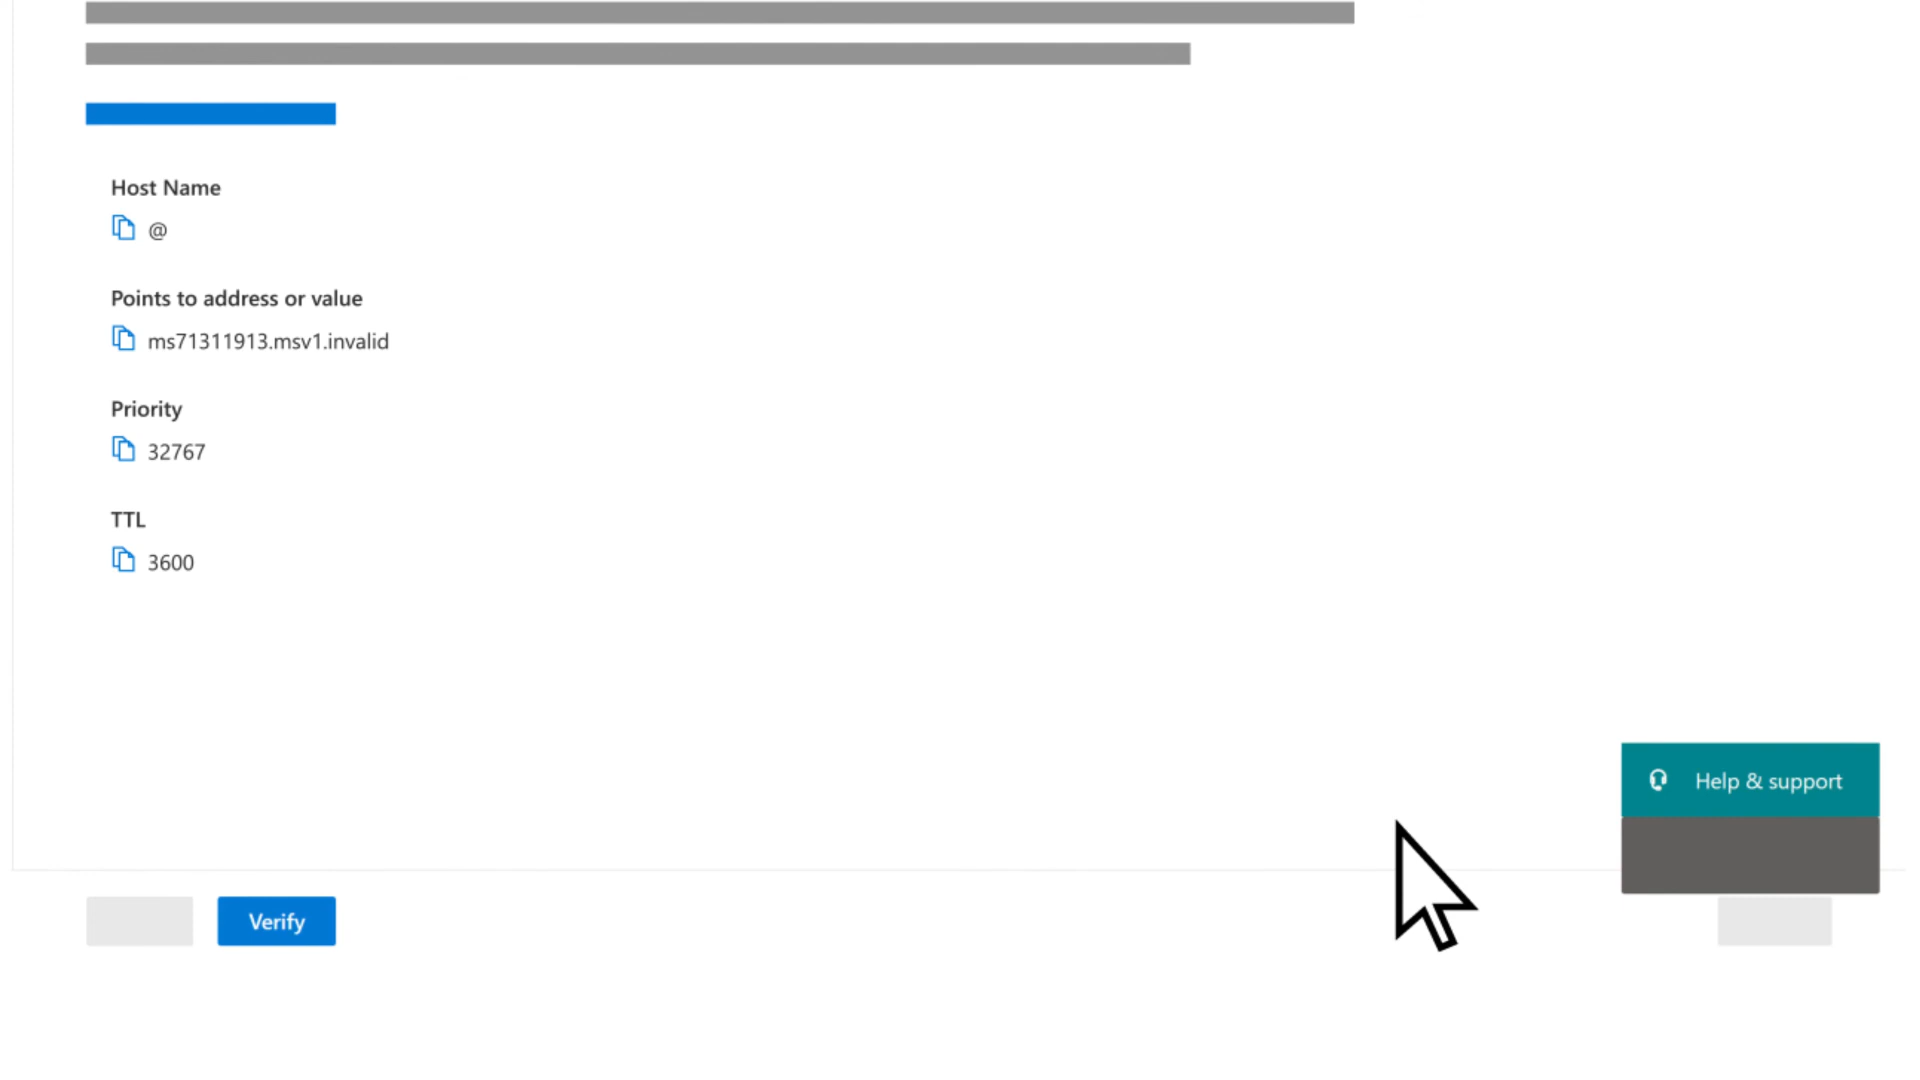 Host Name
@
Points to address or value
ms71311913.msv1.invalid
Priority
32767
TTL
3600
Help & support
Verify